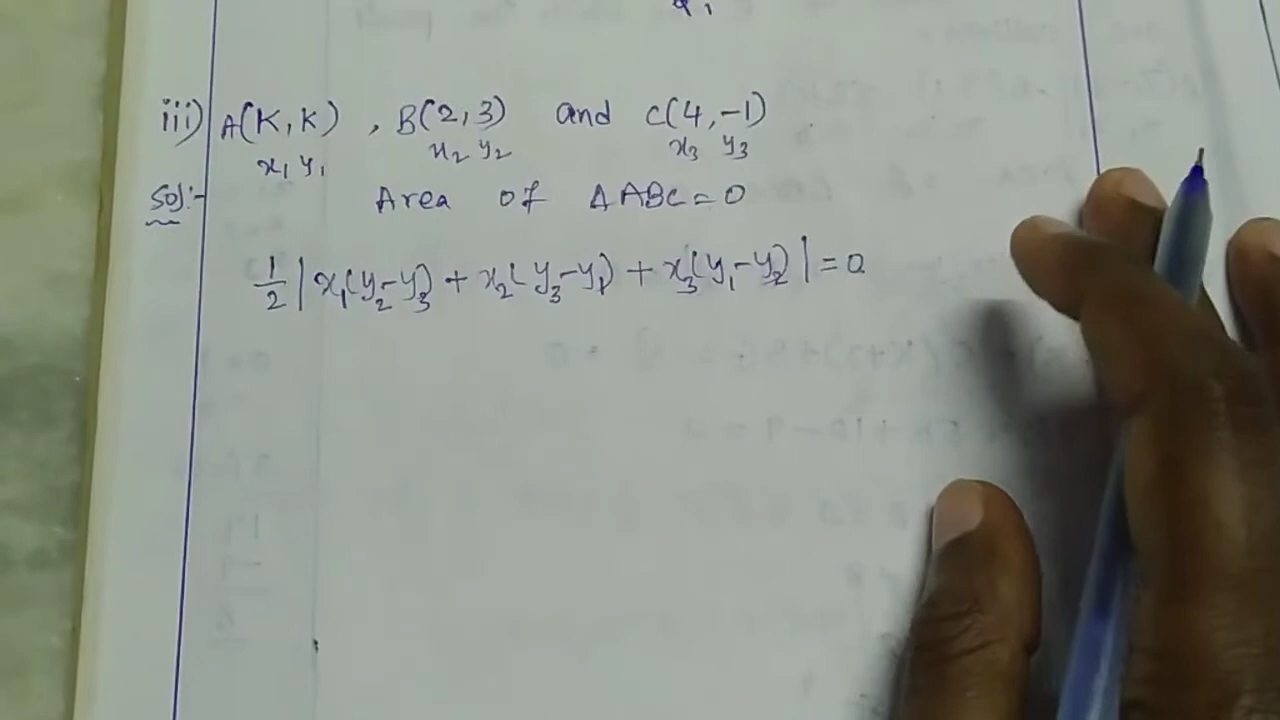 iii) A(K,K) , B(2,3) and C(4,-1)
x₁ y₁ x₂ y₂ x₃ y₃
Sol:- Area of △ABC=0
1/2 | x₁(y₂-y₃) + x₂(y₃-y₁) + x₃(y₁-y₂) | = 0